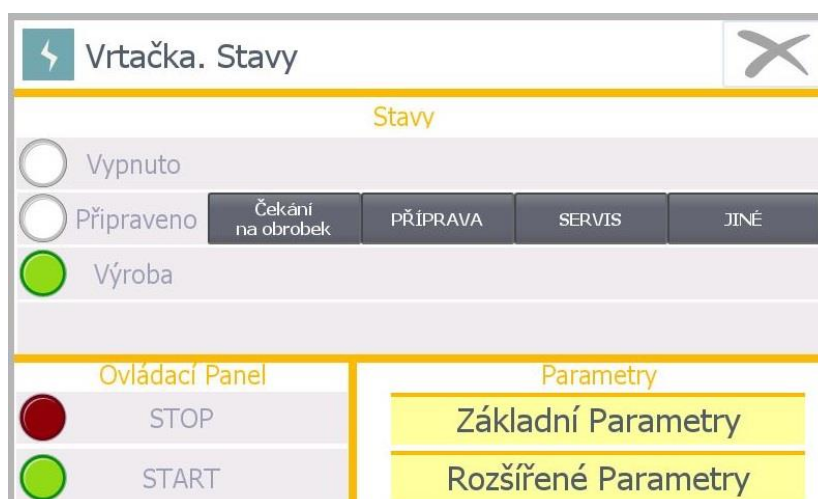 Vrtačka. Stavy
Stavy
Vypnuto
Připraveno
Čekání
na obrobek
PŘÍPRAVA
SERVIS
JINÉ
Výroba
Ovládací Panel
STOP
START
Parametry
Základní Parametry
Rozšířené Parametry